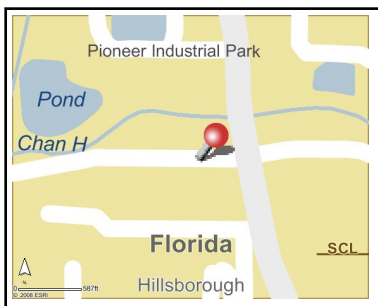 Pioneer Industrial Park
Pond
Chan H
Florida
SCL
Hillsborough
N
0 587ft
© 2008 ESRI